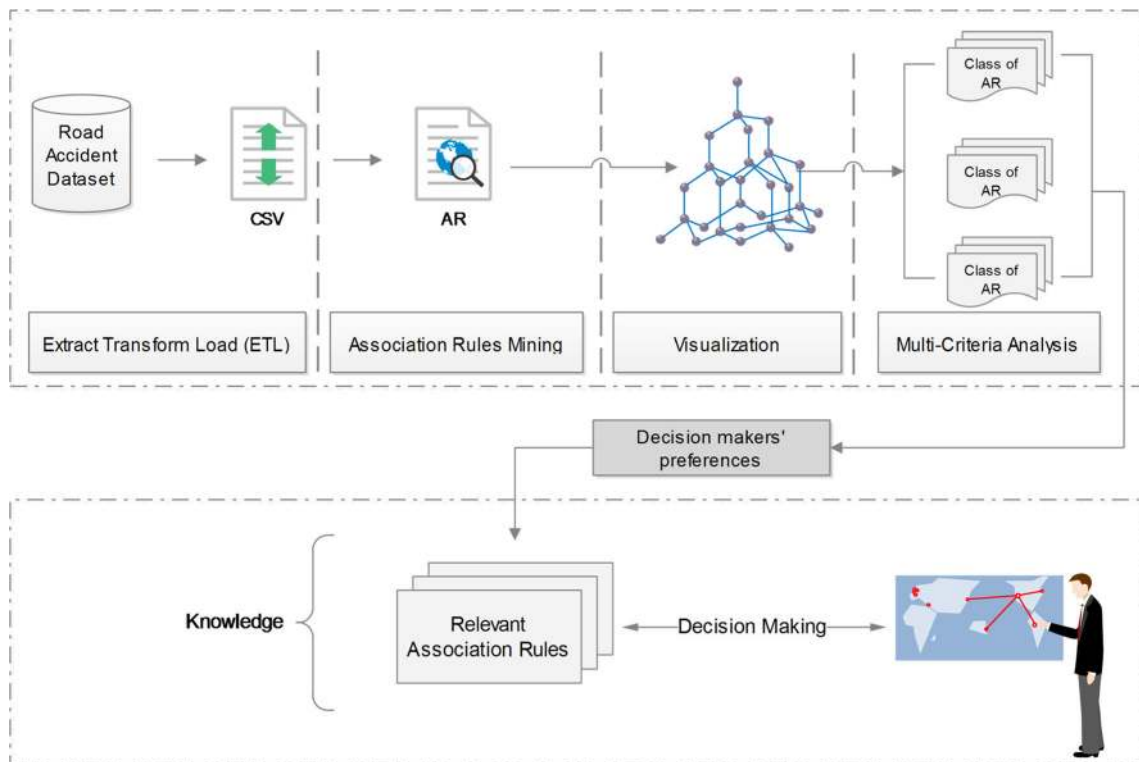 Road
Accident
Dataset
CSV
AR
Class of
AR
Class of
AR
Class of
AR
Extract Transform Load (ETL)
Association Rules Mining
Visualization
Multi-Criteria Analysis
Decision makers'
preferences
Knowledge
Relevant
Association Rules
Decision Making